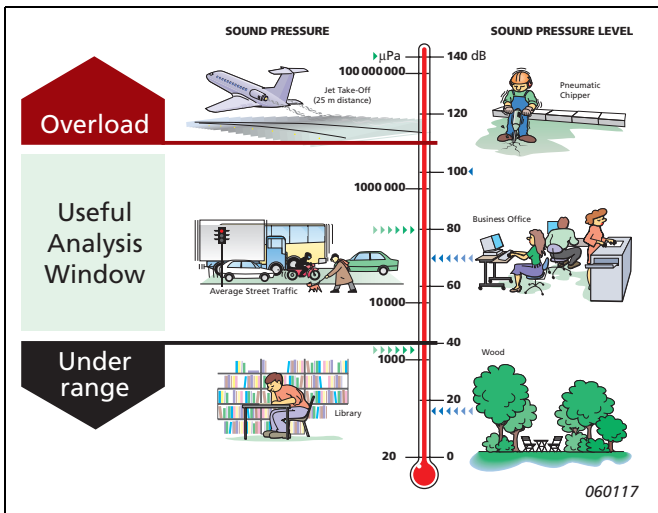 SOUND PRESSURE
SOUND PRESSURE LEVEL
µPa
140 dB
100 000 000
Jet Take-Off
(25 m distance)
Pneumatic
Chipper
120
Overload
100
1000 000
Useful
Analysis
Window
80
Business Office
Average Street Traffic
60
10000
40
Under
range
1000
Wood
20
Library
20
0
060117